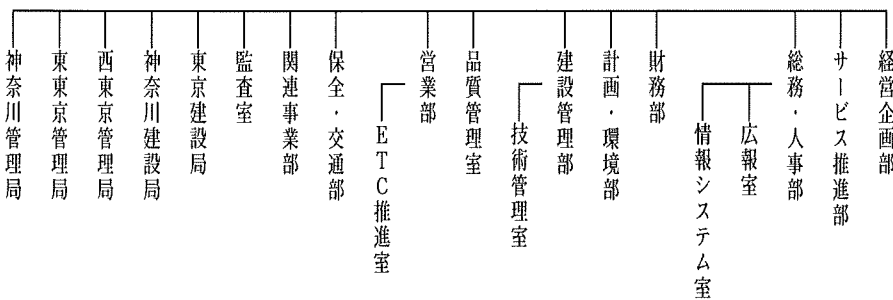 経営企画部
サービス推進部
総務・人事部
広報室
情報システム室
財務部
計画・環境部
建設管理部
技術管理室
品質管理室
営業部
ETC推進室
保全・交通部
関連事業部
監査室
東京建設局
神奈川建設局
西東京管理局
東東京管理局
神奈川管理局